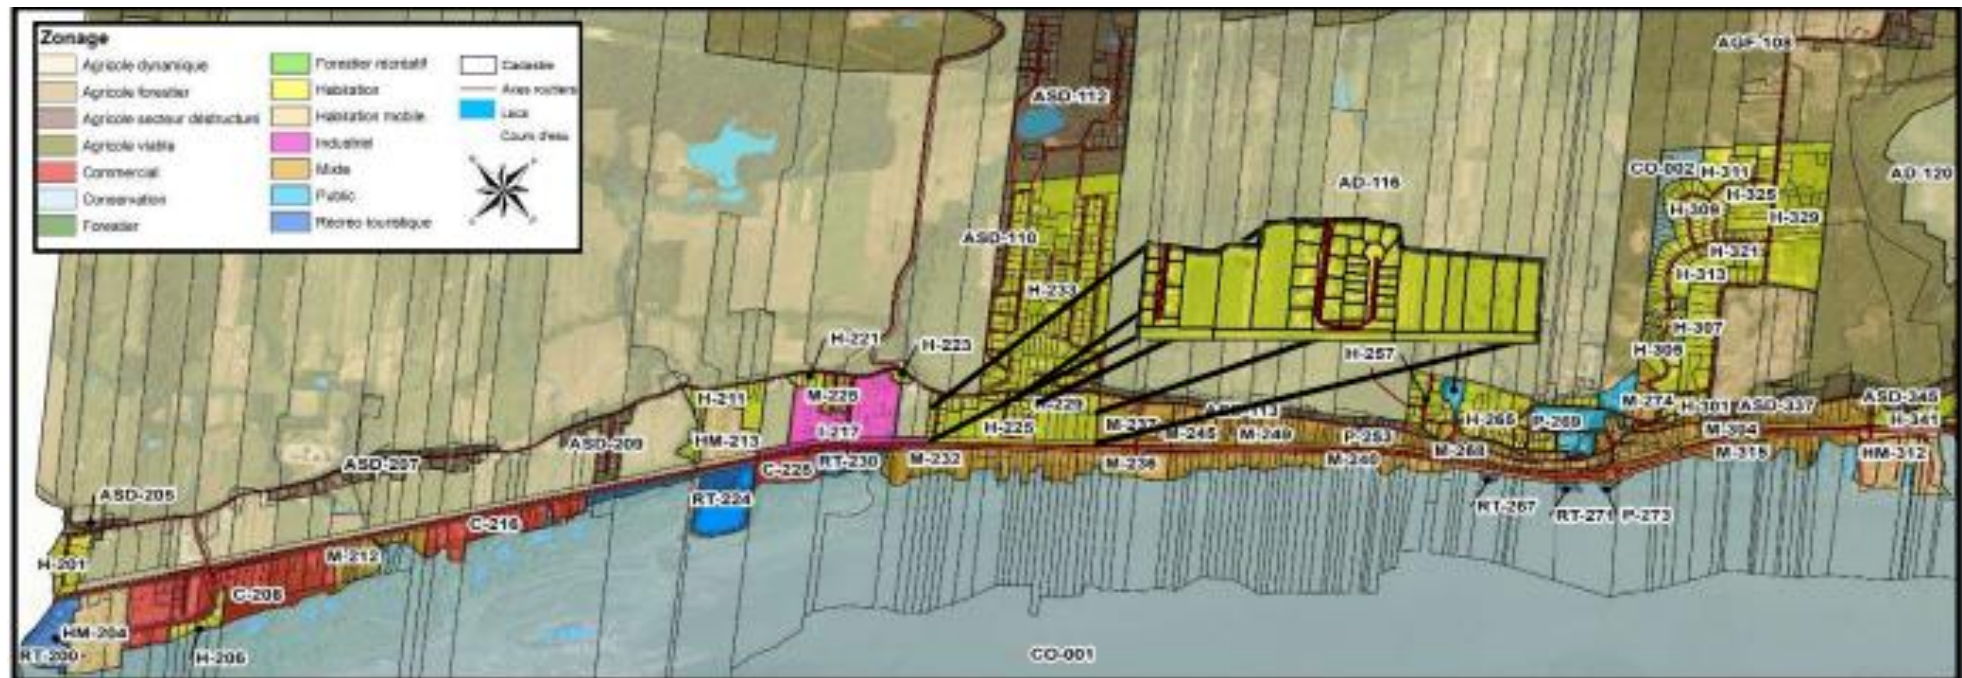 Zonage
Agricole dynamique
Agricole forestier
Agricole secteur déstructuré
Agricole viable
Commercial
Conservation
Forestier
Forestier récréatif
Habitation
Habitation mobile
Industriel
Mixte
Public
Récréo touristique
Cadastre
Axes routiers
Lacs
Cours d'eau
AGF-108
ASD-112
CO-002
H-311
AD-116
AD-120
H-325
H-309
H-329
ASD-110
H-321
H-313
H-233
H-307
H-221
H-223
H-257
H-211
ASD-113
M-274
H-301
ASD-337
H-225
M-237
H-265
P-269
H-341
HM-213
I-217
M-245
M-249
P-253
M-304
ASD-209
C-226
RT-230
M-232
M-236
M-240
M-268
M-315
HM-312
ASD-207
ASD-205
RT-224
RT-267
RT-271
P-273
C-216
M-212
H-201
C-208
HM-204
RT-200
H-206
CO-001